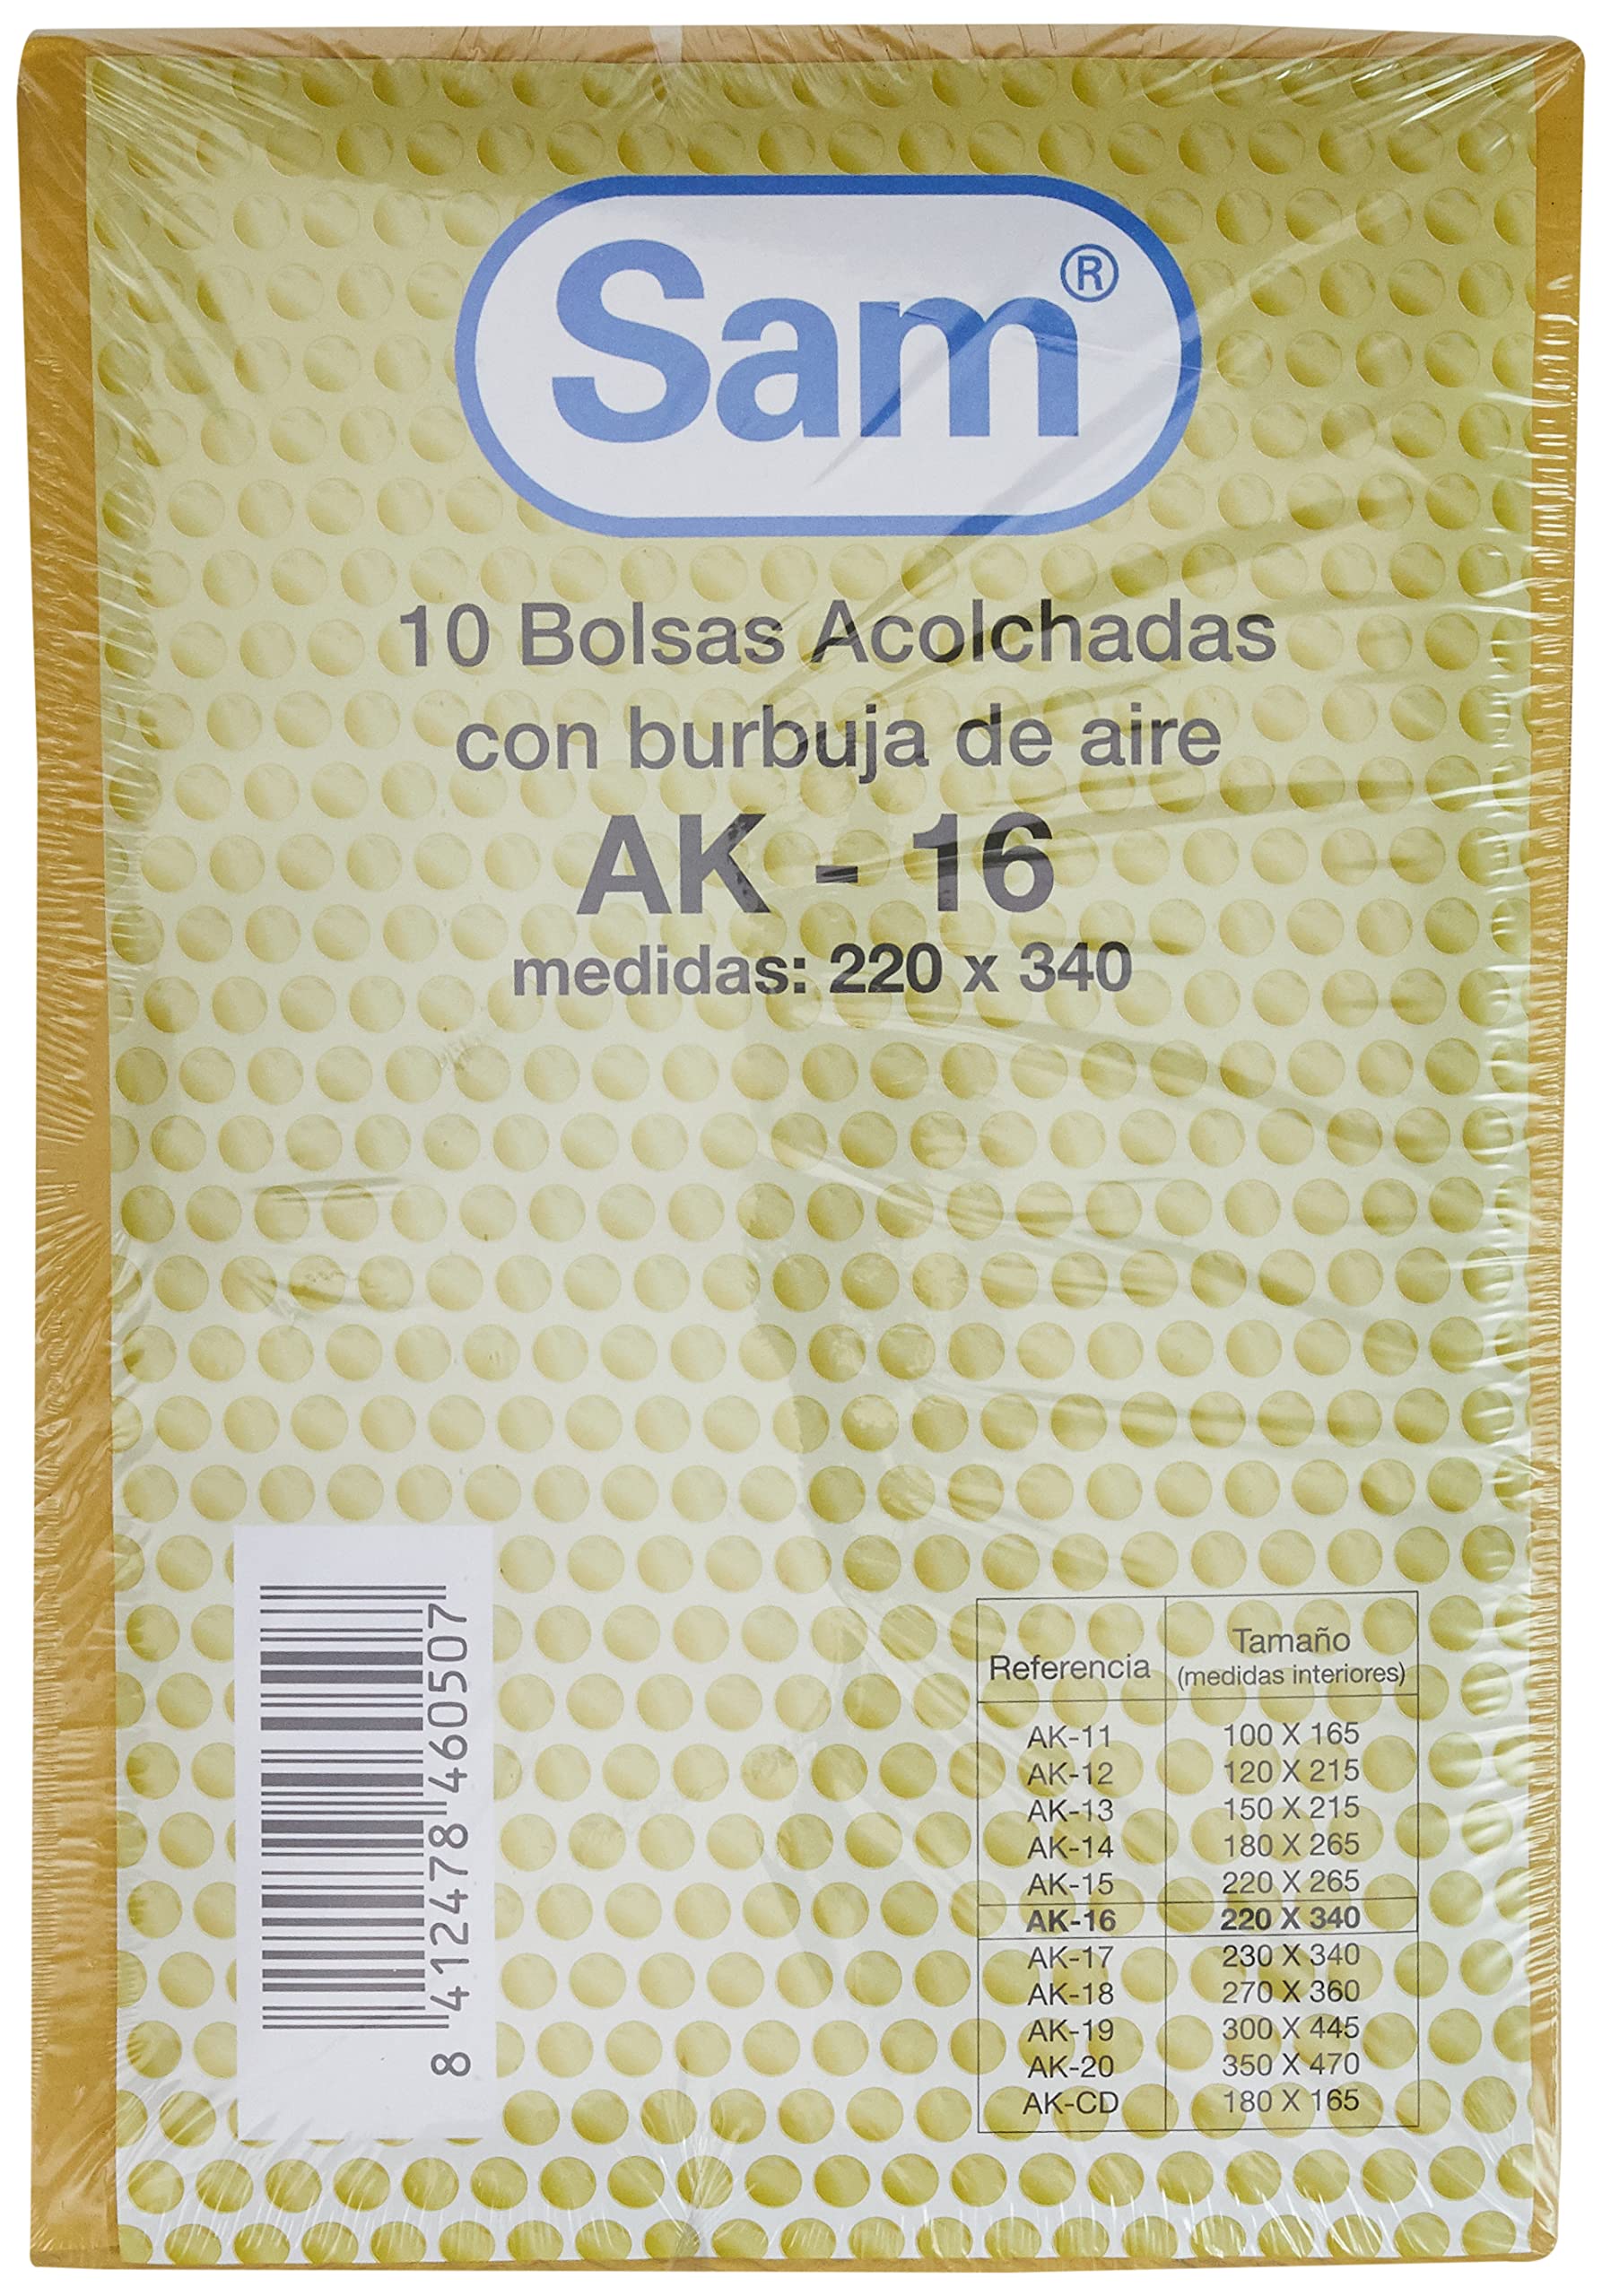 Sam®
10 Bolsas Acolchadas
con burbuja de aire
AK - 16
medidas: 220 x 340
8 412478 460507
Referencia Tamaño (medidas interiores)
AK-11 100 X 165
AK-12 120 X 215
AK-13 150 X 215
AK-14 180 X 265
AK-15 220 X 265
AK-16 220 X 340
AK-17 230 X 340
AK-18 270 X 360
AK-19 300 X 445
AK-20 350 X 470
AK-CD 180 X 165